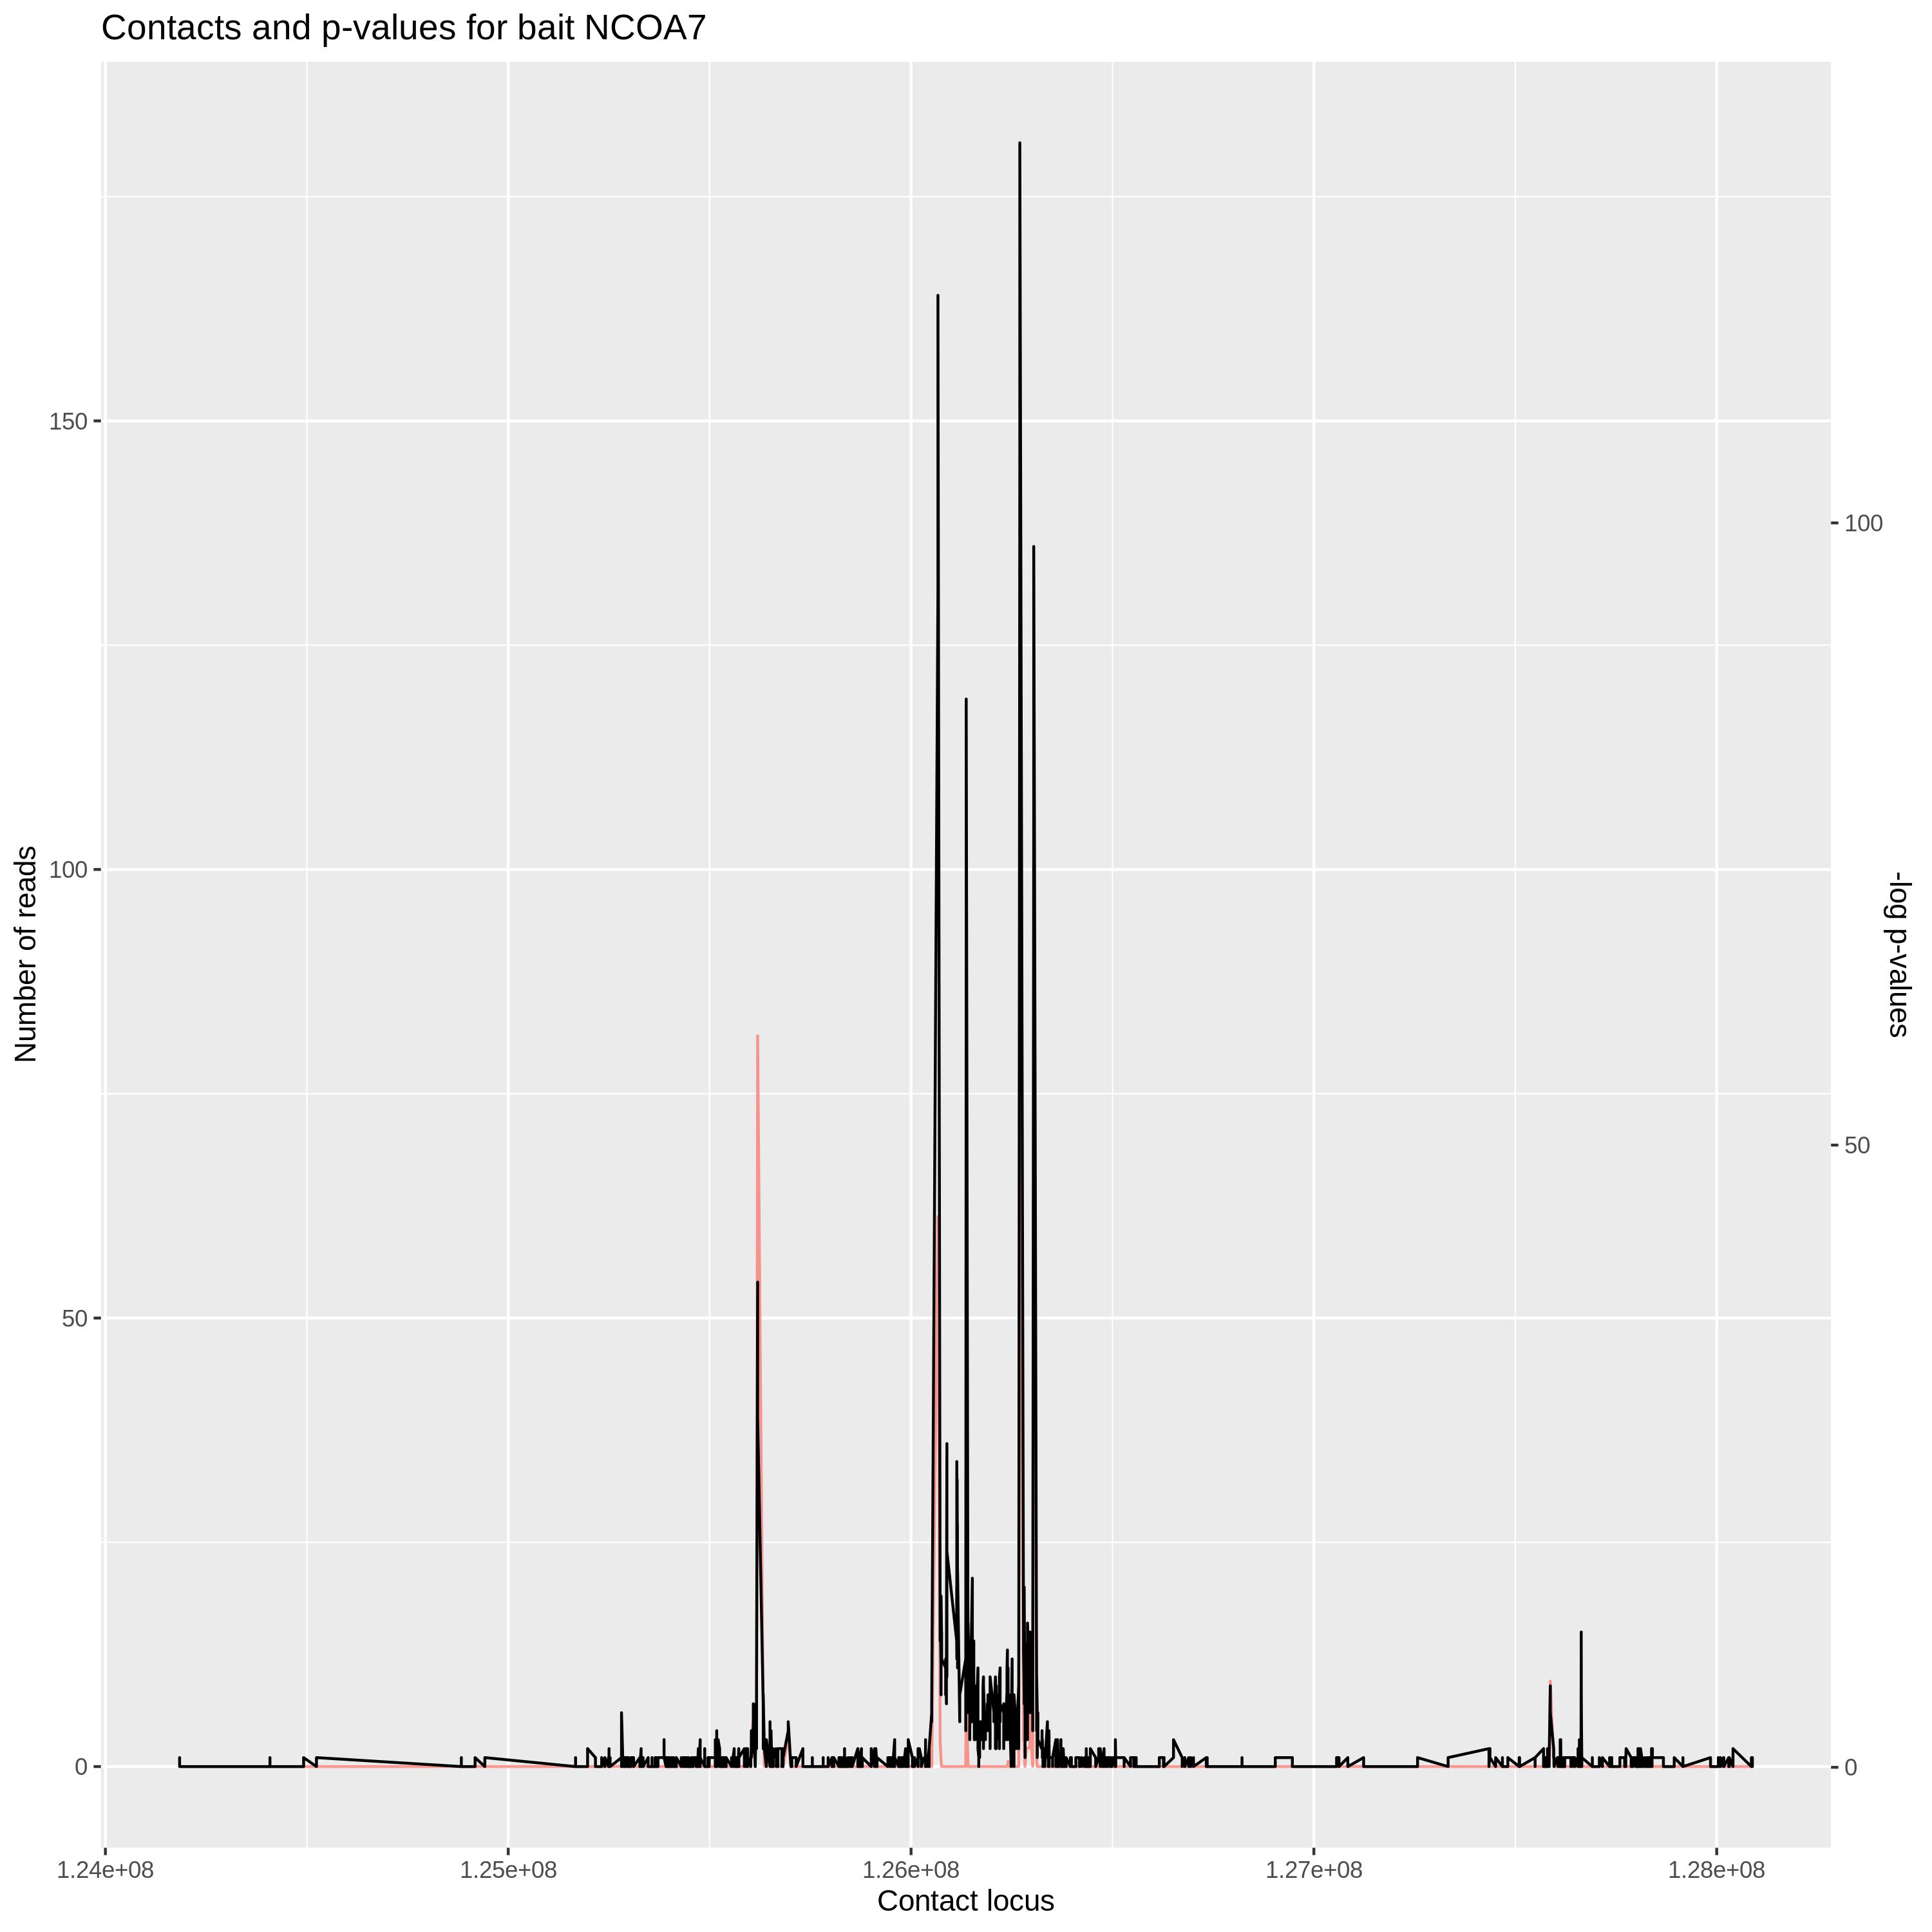 Contacts and p-values for bait NCOA7
Number of reads
150
100
50
0
100
50
0
-log p-values
1.24e+08 1.25e+08 1.26e+08 1.27e+08 1.28e+08
Contact locus